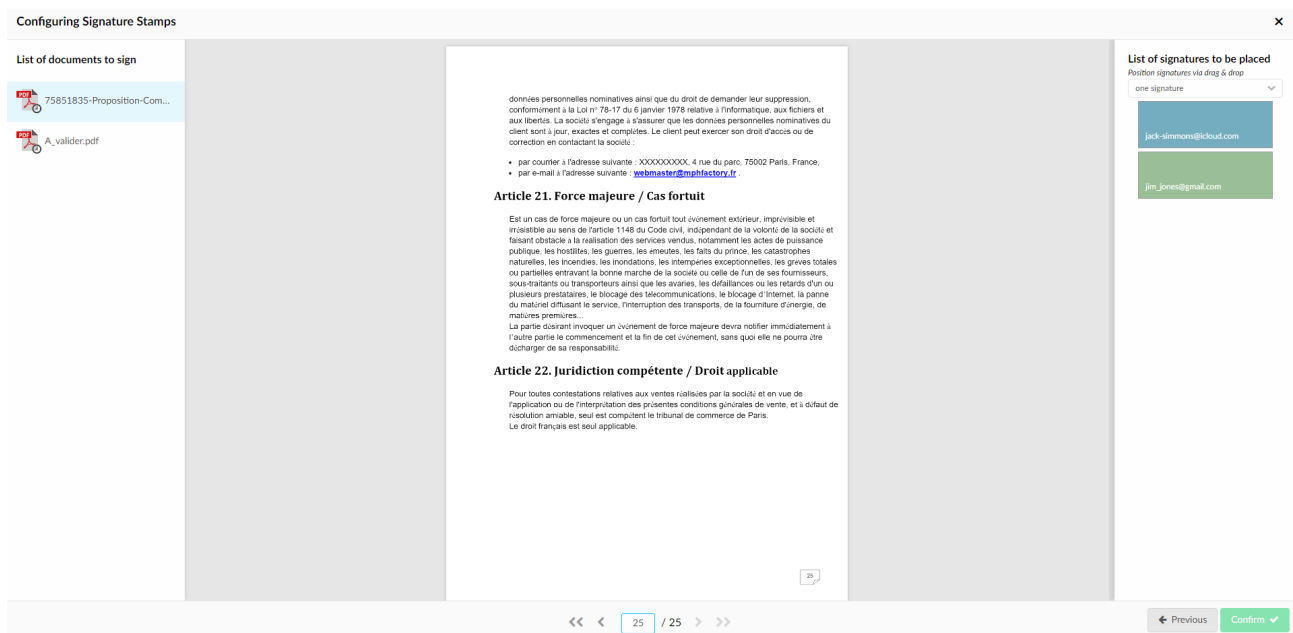 Configuring Signature Stamps
×
List of documents to sign
PDF 75851835-Proposition-Com...
PDF A_valider.pdf
données personnelles nominatives ainsi que du droit de demander leur suppression,
conformément à la Loi n° 78-17 du 6 janvier 1978 relative à l'informatique, aux fichiers et
aux libertés. La société s'engage à s'assurer que les données personnelles nominatives du
client sont à jour, exactes et complètes. Le client peut exercer son droit d'accès ou de
correction en contactant la société :
• par courrier à l'adresse suivante : XXXXXXXXX, 4 rue du parc, 75002 Paris, France,
• par e-mail à l'adresse suivante : webmaster@mphfactory.fr .
Article 21. Force majeure / Cas fortuit
Est un cas de force majeure ou un cas fortuit tout événement extérieur, imprévisible et
irrésistible au sens de l'article 1148 du Code civil, indépendant de la volonté de la société et
faisant obstacle à la réalisation des services vendus, notamment les actes de puissance
publique, les hostilités, les guerres, les émeutes, les faits du prince, les catastrophes
naturelles, les incendies, les inondations, les intempéries exceptionnelles, les grèves totales
ou partielles entravant la bonne marche de la société ou celle de l'un de ses fournisseurs,
sous-traitants ou transporteurs ainsi que les avaries, les défaillances ou les retards d'un ou
plusieurs prestataires, le blocage des télécommunications, le blocage d'Internet, la panne
du matériel diffusant le service, l'interruption des transports, de la fourniture d'énergie, de
matières premières...
La partie désirant invoquer un événement de force majeure devra notifier immédiatement à
l'autre partie le commencement et la fin de cet événement, sans quoi elle ne pourra être
décharger de sa responsabilité.
Article 22. Juridiction compétente / Droit applicable
Pour toutes contestations relatives aux ventes réalisées par la société et en vue de
l'application ou de l'interprétation des présentes conditions générales de vente, et à défaut de
résolution amiable, seul est compétent le tribunal de commerce de Paris.
Le droit français est seul applicable.
25
List of signatures to be placed
Position signatures via drag & drop
one signature
jack-simmons@icloud.com
jim_jones@gmail.com
<< < 25 / 25 > >>
Previous
Confirm